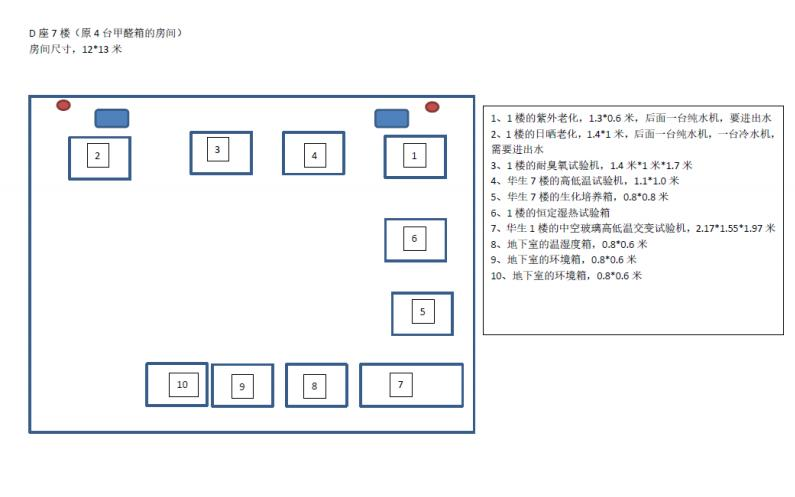 D 座 7 楼（原 4 台甲醛箱的房间）
房间尺寸，12*13 米
1、1 楼的紫外老化，1.3*0.6 米，后面一台纯水机，要进出水
2、1 楼的日晒老化，1.4*1 米，后面一台纯水机，一台冷水机，
需要进出水
3、1 楼的耐臭氧试验机，1.4 米*1 米*1.7 米
4、华生 7 楼的高低温试验机，1.1*1.0 米
5、华生 7 楼的生化培养箱，0.8*0.8 米
6、1 楼的恒定湿热试验箱
7、华生 1 楼的中空玻璃高低温交变试验机，2.17*1.55*1.97 米
8、地下室的温湿度箱，0.8*0.6 米
9、地下室的环境箱，0.8*0.6 米
10、地下室的环境箱，0.8*0.6 米
2
3
4
1
6
5
10
9
8
7